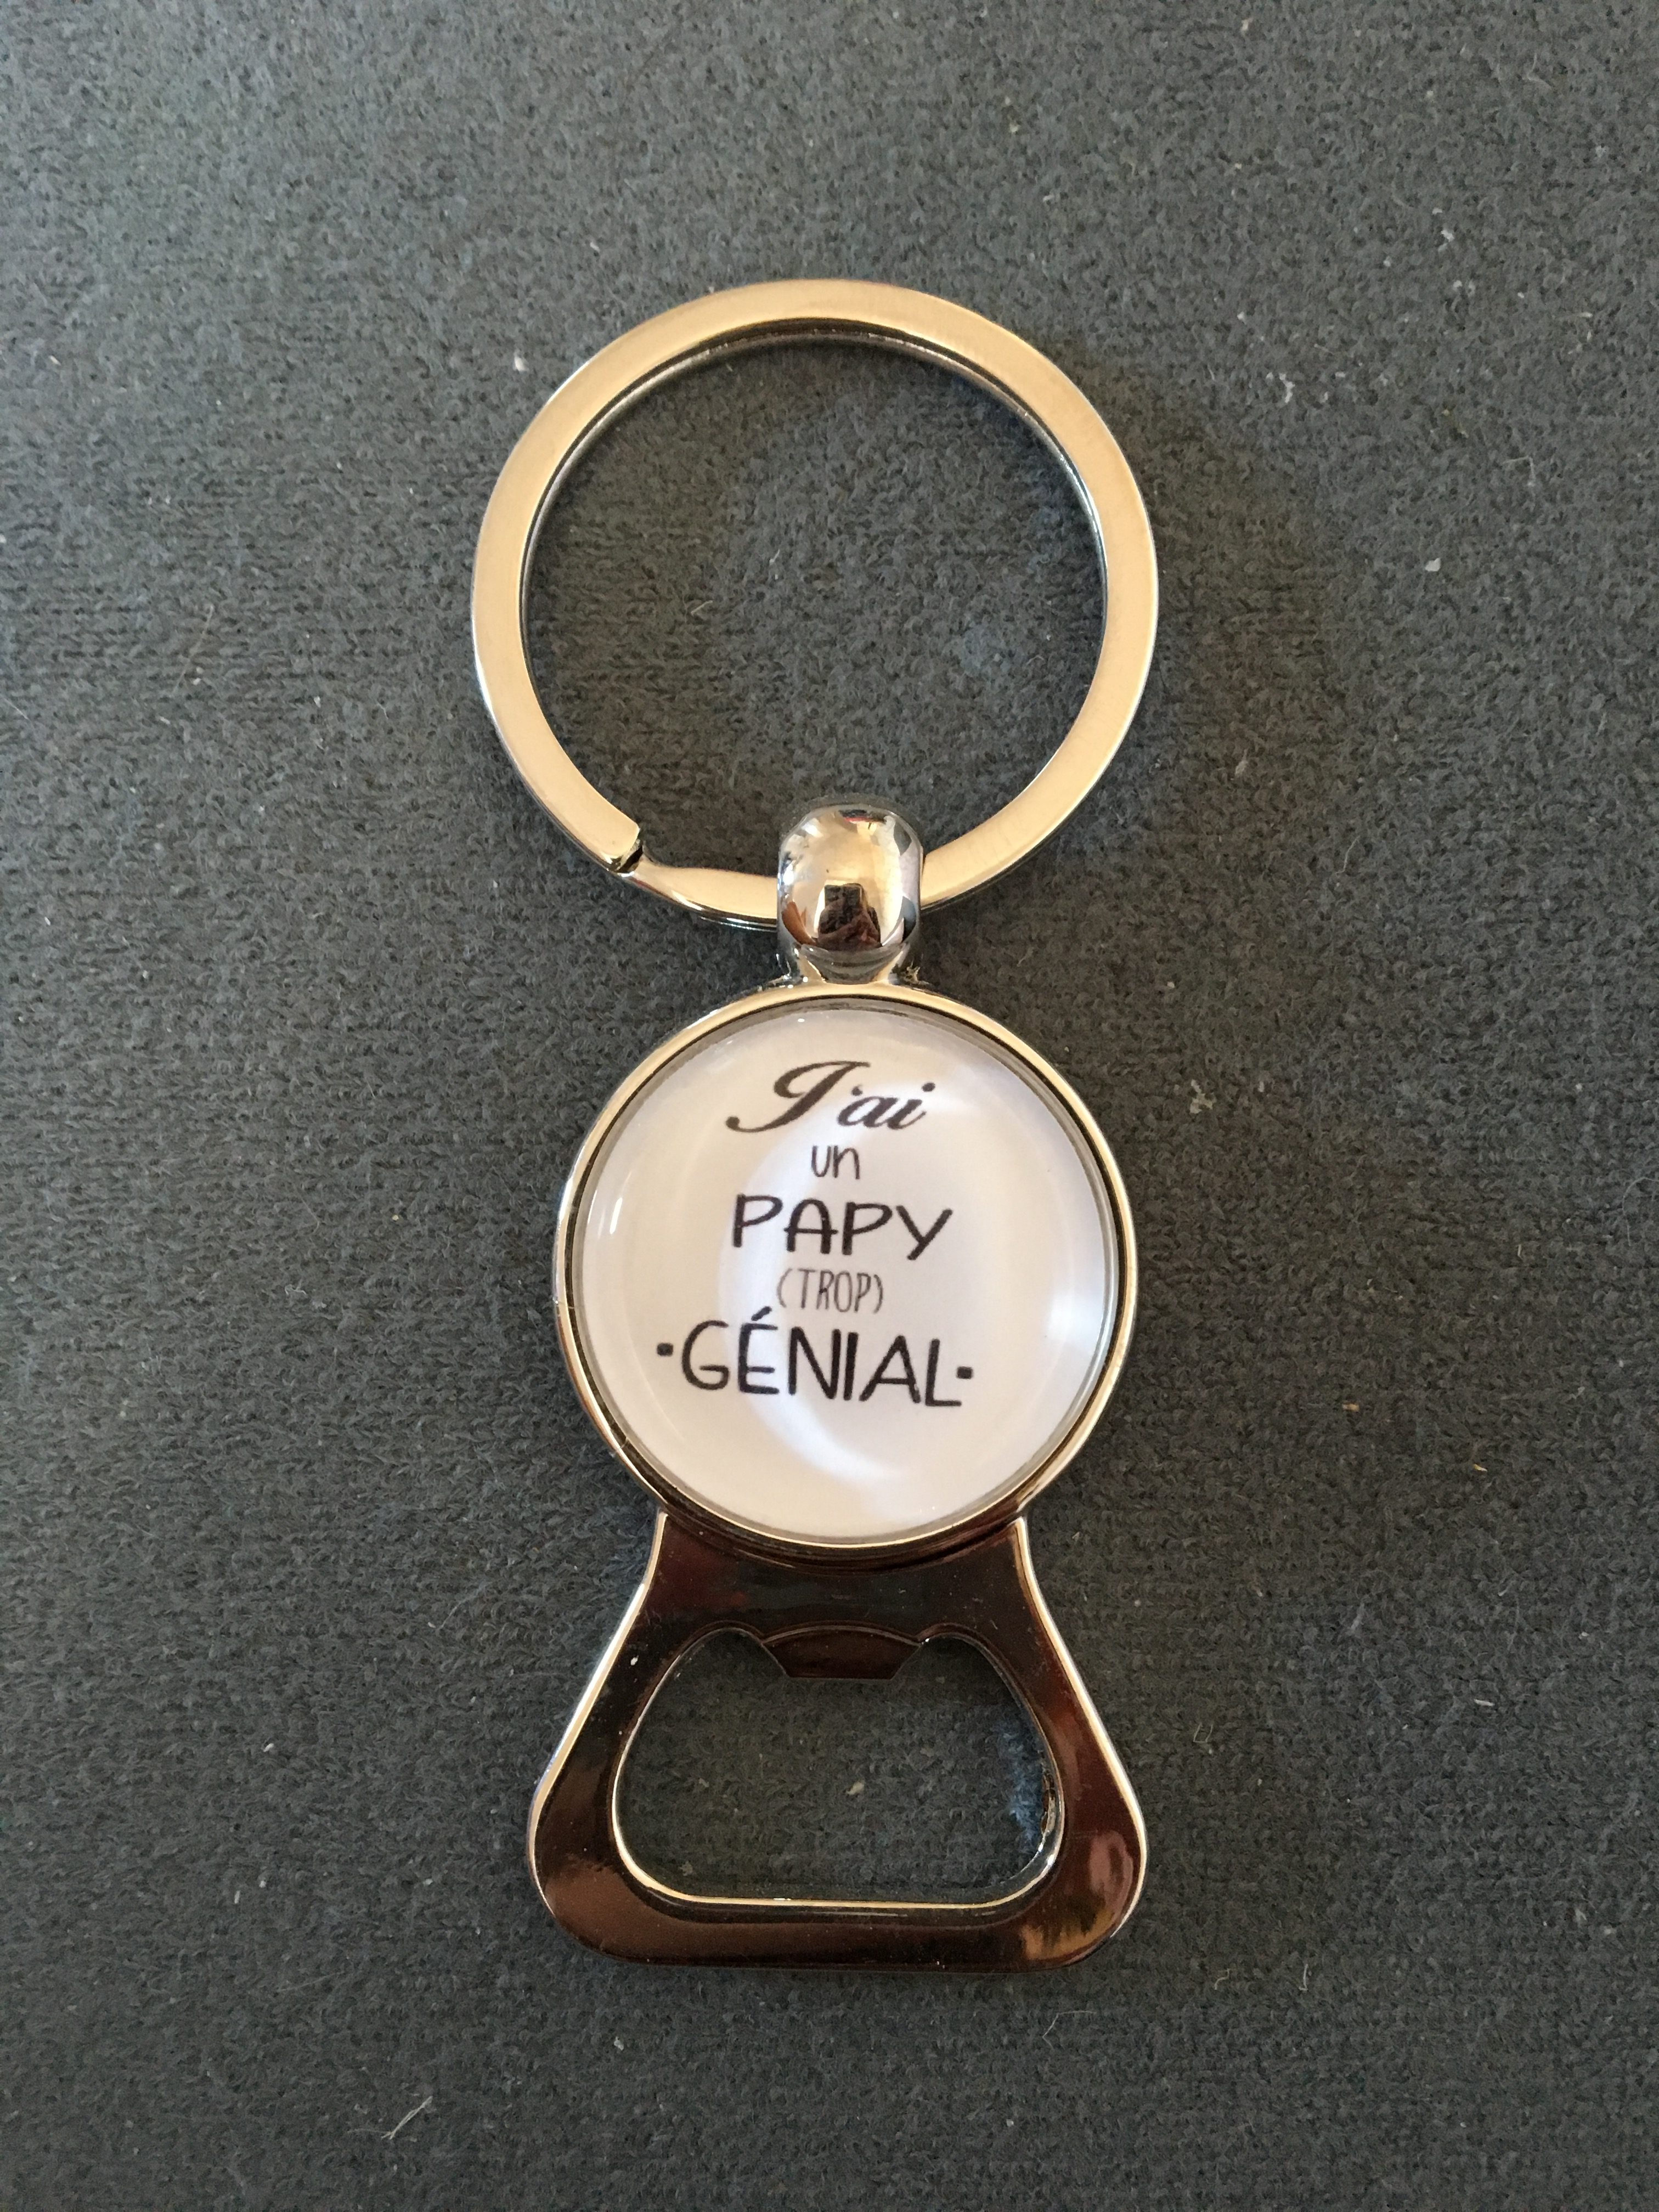 J'ai
un
PAPY
(TROP)
·GÉNIAL·